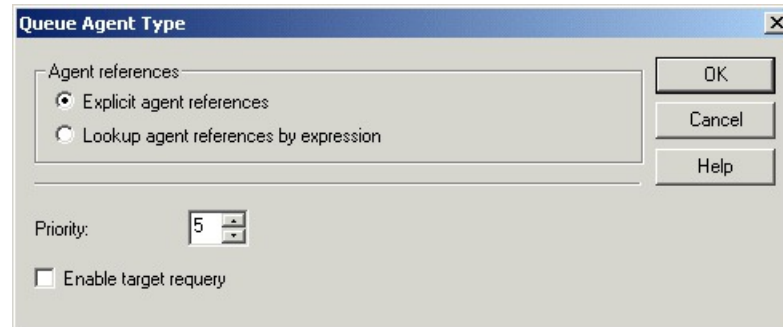 Queue Agent Type
Agent references
Explicit agent references
Lookup agent references by expression
OK
Cancel
Help
Priority:
5
Enable target requery